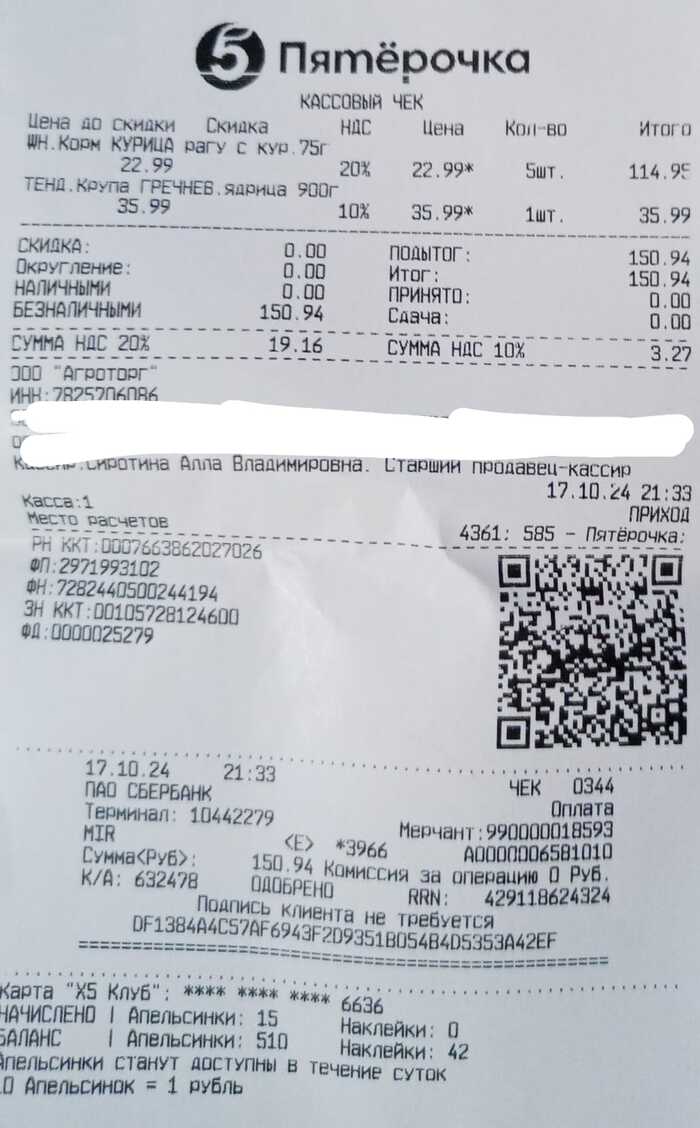 5 Пятёрочка
КАССОВЫЙ ЧЕК
Цена до скидки Скидка НДС Цена Кол-во Итого
ШН.Корм КУРИЦА рагу с кур.75г
22.99 20% 22.99* 5шт. 114.95
ТЕНД.Крупа ГРЕЧНЕВ.ядрица 900г
35.99 10% 35.99* 1шт. 35.99
СКИДКА: 0.00 ПОДЫТОГ: 150.94
Округление: 0.00 Итог: 150.94
НАЛИЧНЫМИ 0.00 ПРИНЯТО: 0.00
БЕЗНАЛИЧНЫМИ 150.94 Сдача: 0.00
СУММА НДС 20% 19.16 СУММА НДС 10% 3.27
ООО "Агроторг"
ИНН:7825706086
Кассир:Сиротина Алла Владимировна. Старший продавец-кассир
17.10.24 21:33
Касса:1 ПРИХОД
Место расчетов 4361: 585 - Пятёрочка:
РН ККТ:0007663862027026
ФП:2971993102
ФН:7282440500244194
ЗН ККТ:00105728124600
ФД:0000025279
17.10.24 21:33 ЧЕК 0344
ПАО СБЕРБАНК Оплата
Терминал: 10442279 Мерчант:990000018593
MIR <E> *3966 A0000006581010
Сумма<Руб>: 150.94 Комиссия за операцию 0 Руб.
К/А: 632478 ОДОБРЕНО RRN: 429118624324
Подпись клиента не требуется
DF1384A4C57AF6943F2D9351B054B4D5353A42EF
Карта "Х5 Клуб": **** **** **** 6636
НАЧИСЛЕНО | Апельсинки: 15 Наклейки: 0
БАЛАНС | Апельсинки: 510 Наклейки: 42
Апельсинки станут доступны в течение суток
10 Апельсинок = 1 рубль